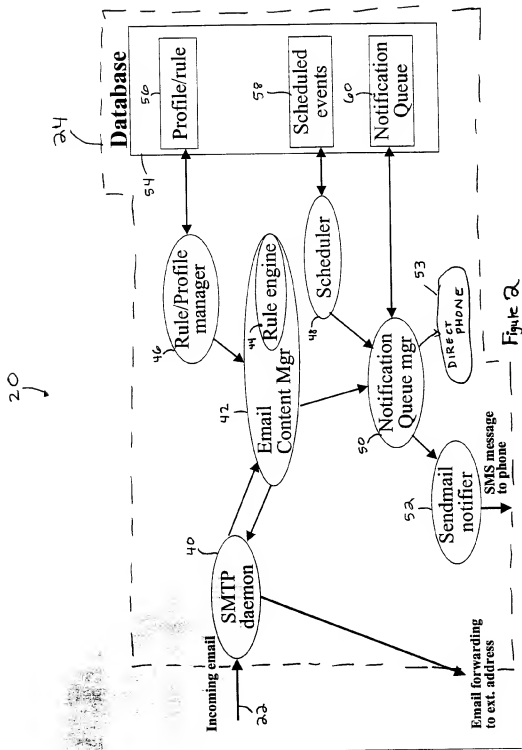 20
24
Database
54
56
Profile/rule
58
Scheduled
events
60
Notification
Queue
46
Rule/Profile
manager
44
Rule engine
42
Email
Content Mgr
48
Scheduler
50
Notification
Queue mgr
53
DIRECT
PHONE
40
SMTP
daemon
52
Sendmail
notifier
Incoming email
22
Email forwarding
to ext. address
SMS message
to phone
Figure 2